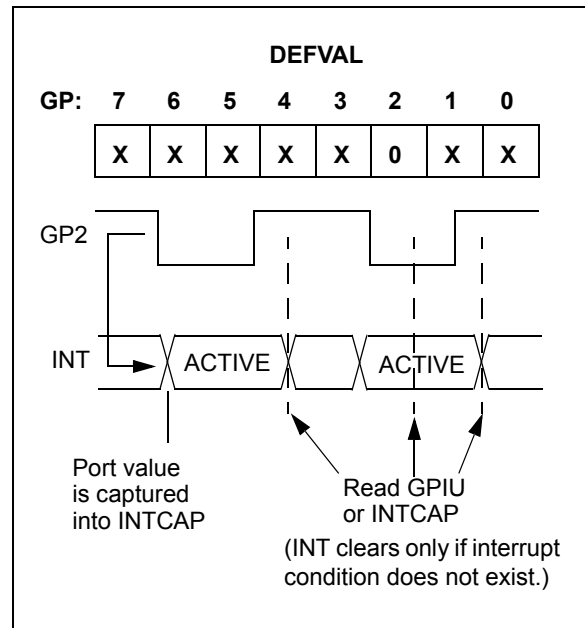 DEFVAL
GP: 7 6 5 4 3 2 1 0
X X X X X 0 X X
GP2
INT ACTIVE ACTIVE
Port value
is captured
into INTCAP
Read GPIU
or INTCAP
(INT clears only if interrupt
condition does not exist.)